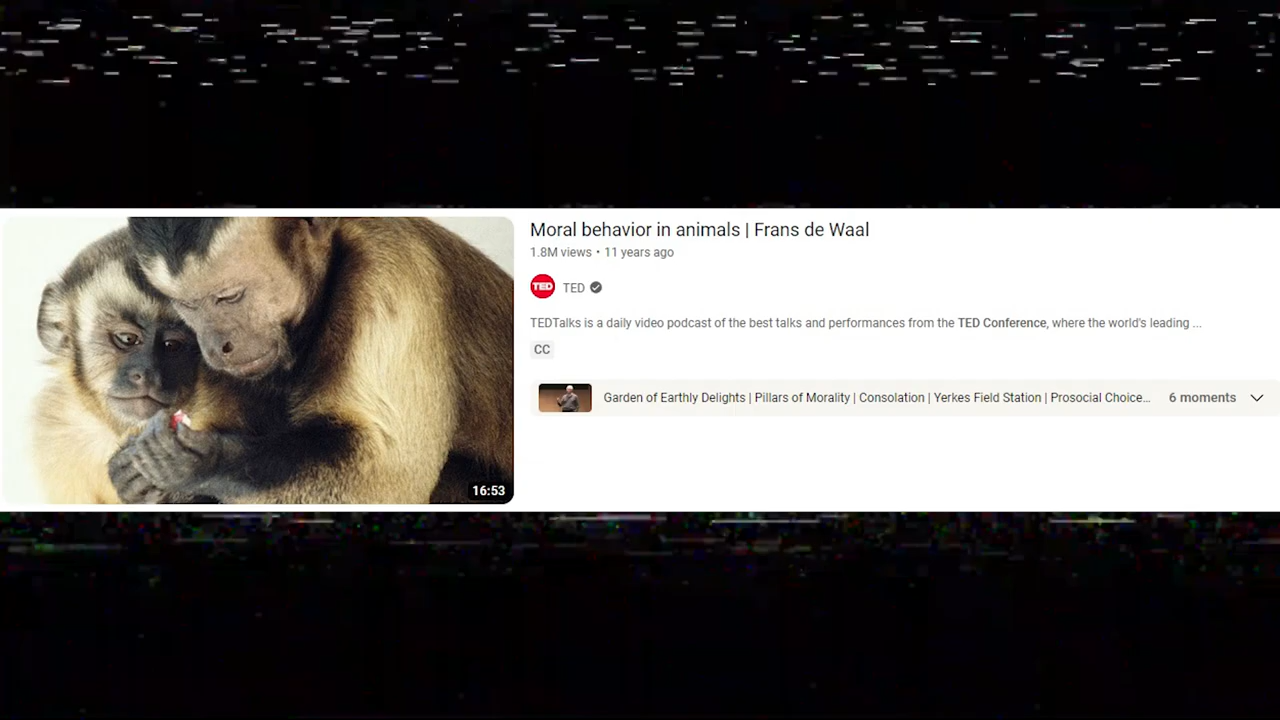 Moral behavior in animals | Frans de Waal
1.8M views • 11 years ago
TED TED
TEDTalks is a daily video podcast of the best talks and performances from the TED Conference, where the world's leading ...
CC
Garden of Earthly Delights | Pillars of Morality | Consolation | Yerkes Field Station | Prosocial Choice... 6 moments
16:53